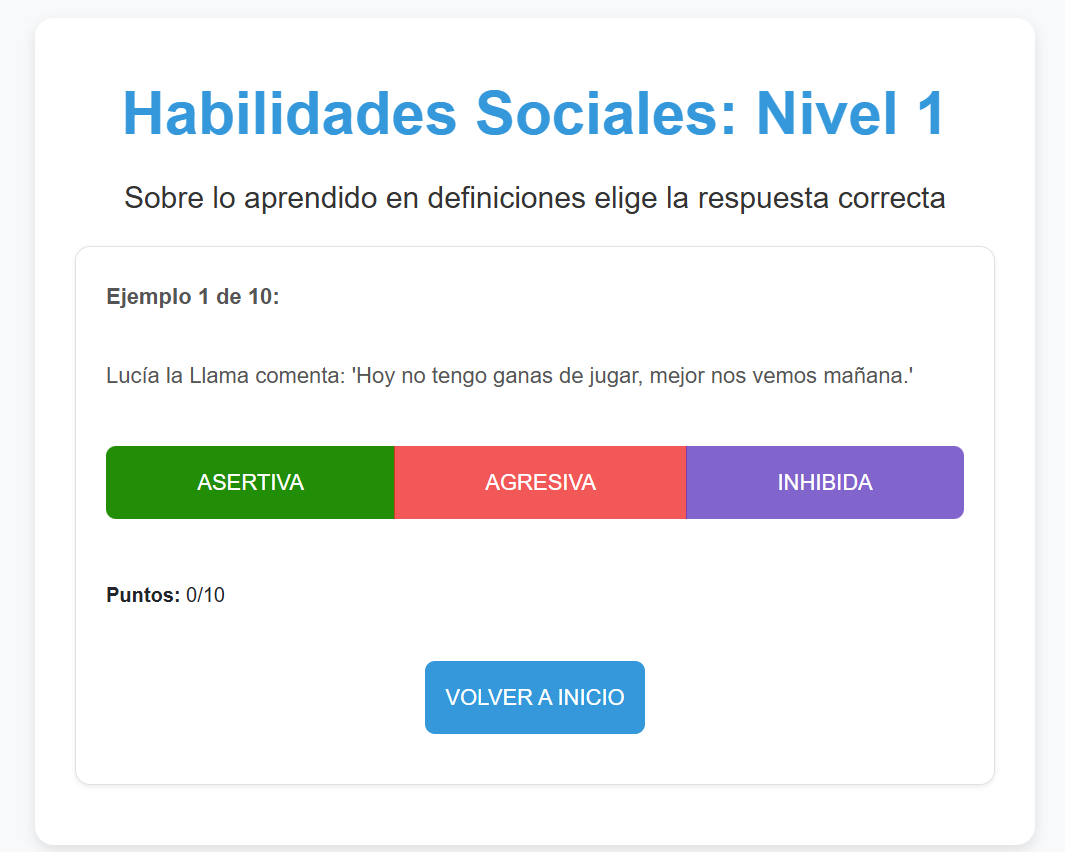 Habilidades Sociales: Nivel 1
Sobre lo aprendido en definiciones elige la respuesta correcta
Ejemplo 1 de 10:
Lucía la Llama comenta: 'Hoy no tengo ganas de jugar, mejor nos vemos mañana.'
ASERTIVA AGRESIVA INHIBIDA
Puntos: 0/10
VOLVER A INICIO